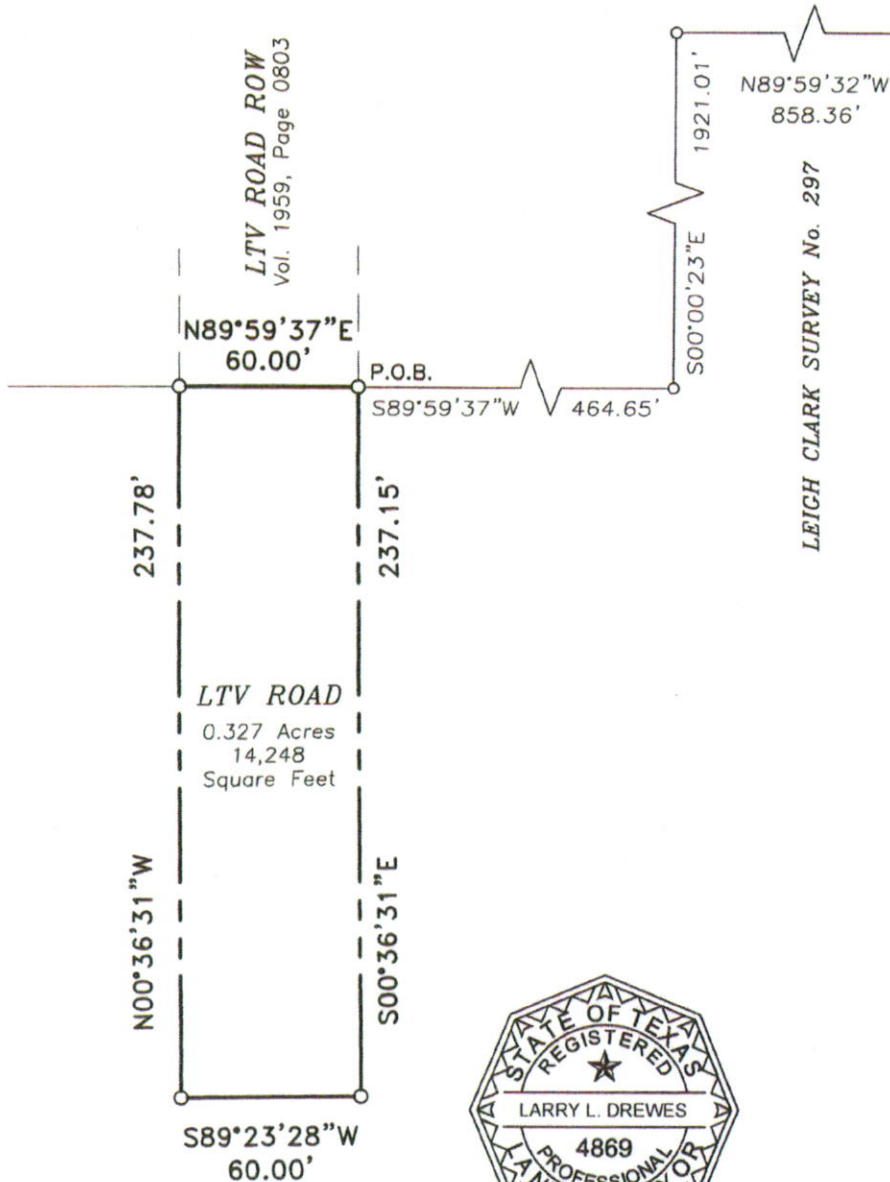 LTV ROAD ROW
Vol. 1959, Page 0803
N89°59'32"W
858.36'
1921.01'
S00°00'23"E
LEIGH CLARK SURVEY No. 297
N89°59'37"E
60.00'
P.O.B.
S89°59'37"W 464.65'
237.78'
237.15'
LTV ROAD
0.327 Acres
14,248
Square Feet
N00°36'31"W
S00°36'31"E
S89°23'28"W
60.00'
STATE OF TEXAS
REGISTERED
LARRY L. DREWES
4869
PROFESSIONAL